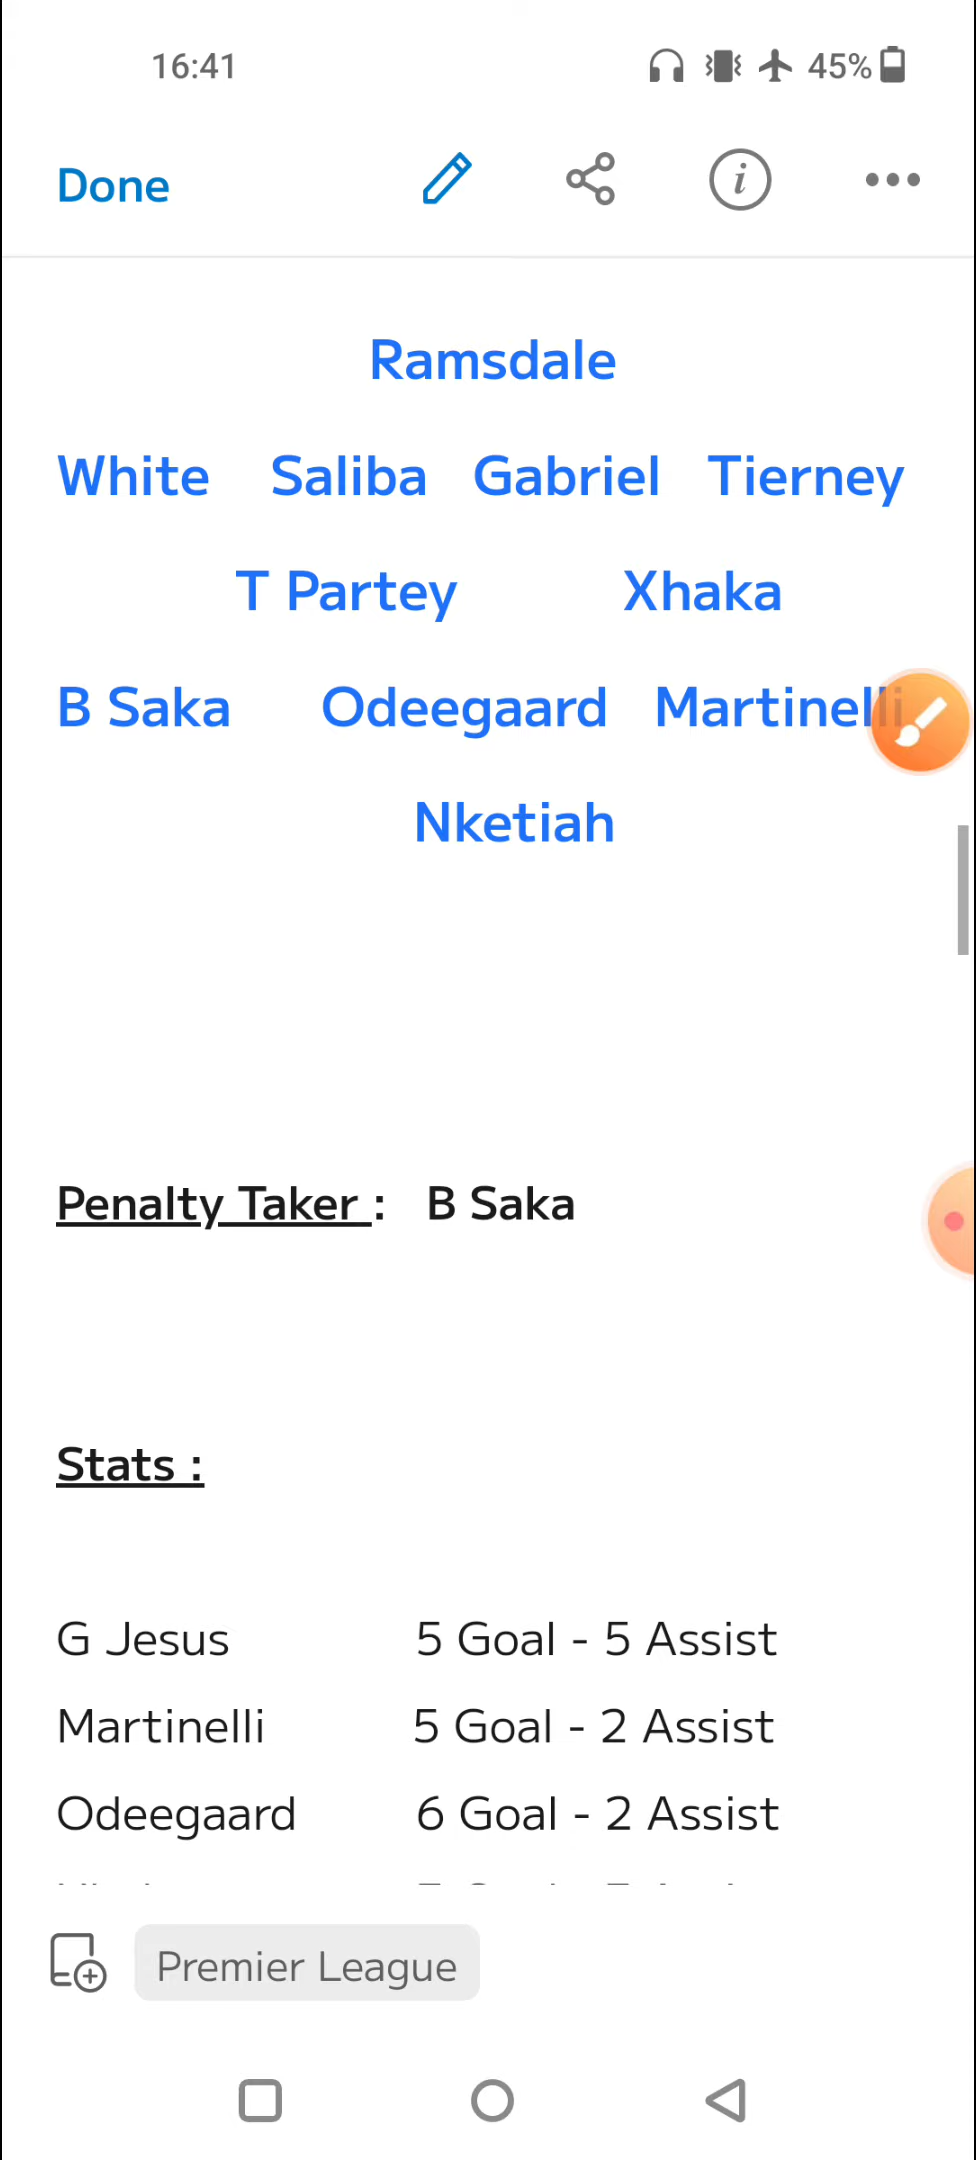 16:41 45%
Done
Ramsdale
White Saliba Gabriel Tierney
T Partey Xhaka
B Saka Odeegaard Martinelli
Nketiah
Penalty Taker : B Saka
Stats :
G Jesus 5 Goal - 5 Assist
Martinelli 5 Goal - 2 Assist
Odeegaard 6 Goal - 2 Assist
Premier League